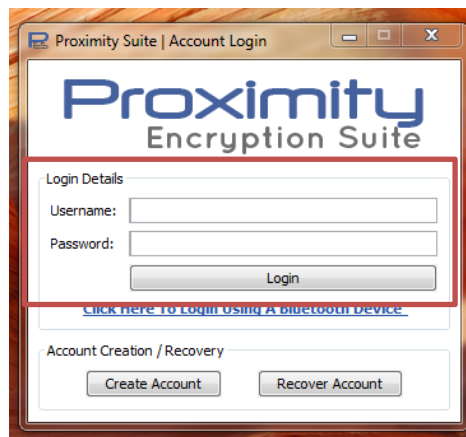 Proximity Suite | Account Login
Proximity
Encryption Suite
Login Details
Username:
Password:
Login
Click Here To Login Using A Bluetooth Device
Account Creation / Recovery
Create Account Recover Account